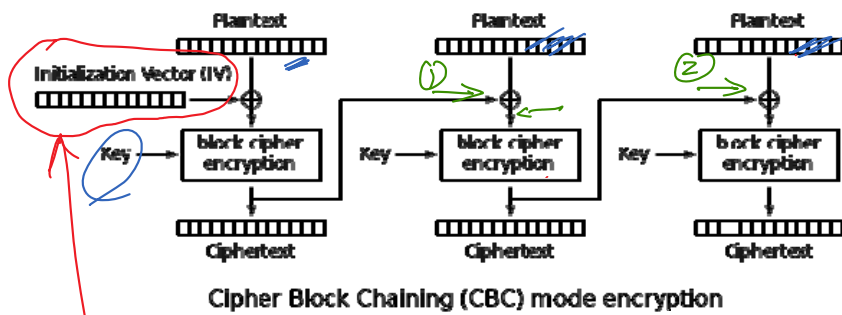 Plaintext Plaintext Plaintext
Initialization Vector (IV)
① ②
Key block cipher encryption Key block cipher encryption Key block cipher encryption
Ciphertext Ciphertext Ciphertext
Cipher Block Chaining (CBC) mode encryption